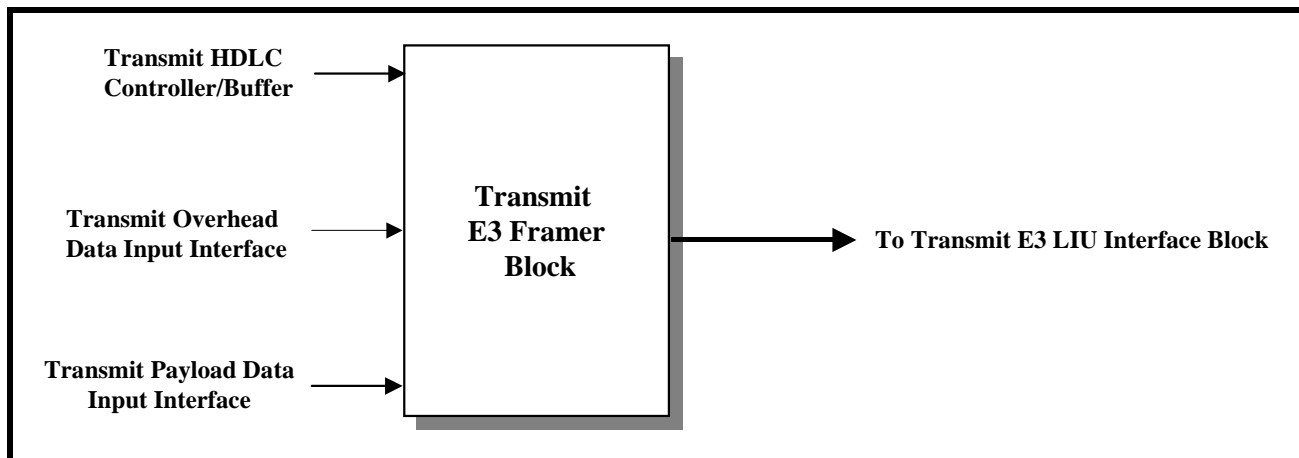 Transmit HDLC
Controller/Buffer
Transmit Overhead
Data Input Interface
Transmit Payload Data
Input Interface
Transmit
E3 Framer
Block
To Transmit E3 LIU Interface Block